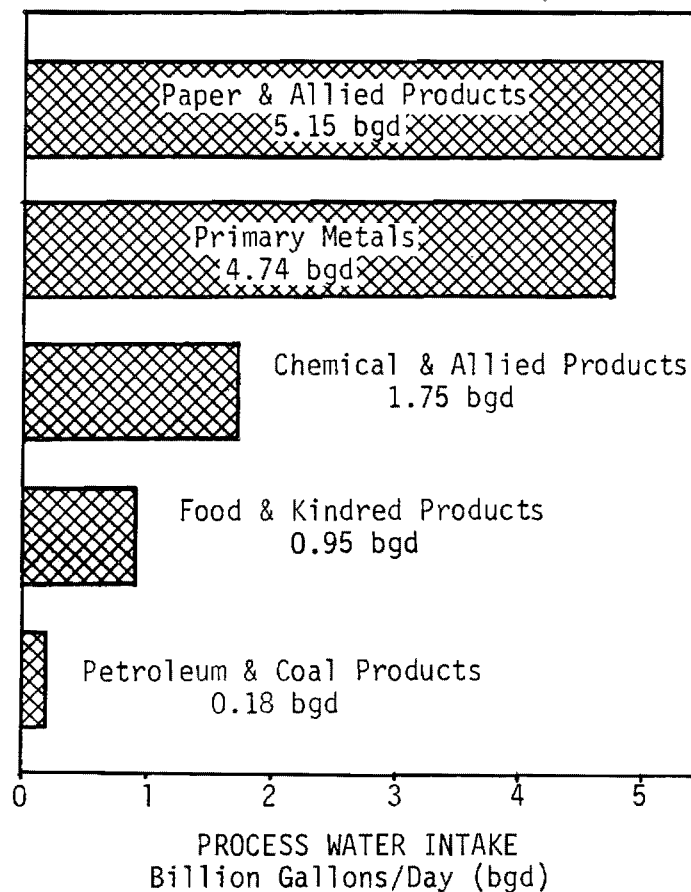 Paper & Allied Products
5.15 bgd
Primary Metals
4.74 bgd
Chemical & Allied Products
1.75 bgd
Food & Kindred Products
0.95 bgd
Petroleum & Coal Products
0.18 bgd
0 1 2 3 4 5
PROCESS WATER INTAKE
Billion Gallons/Day (bgd)